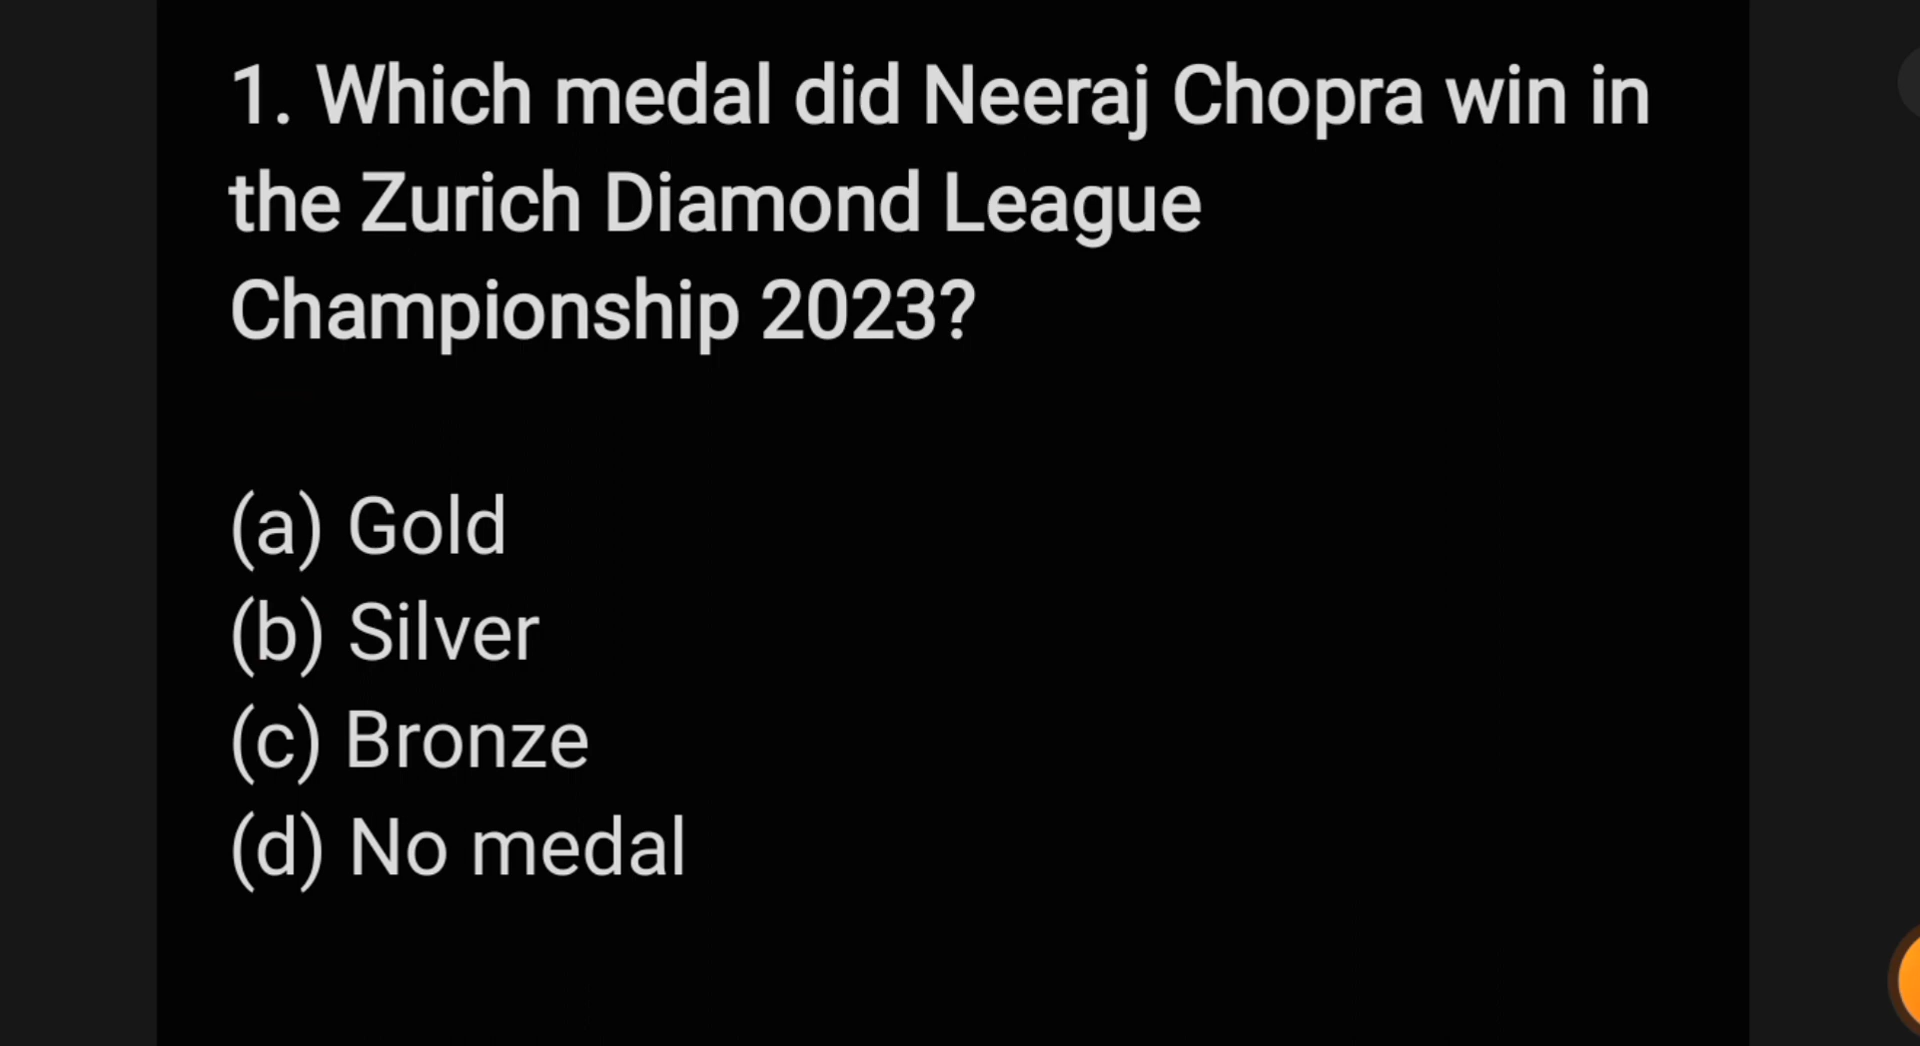 1. Which medal did Neeraj Chopra win in
the Zurich Diamond League
Championship 2023?
(a) Gold
(b) Silver
(c) Bronze
(d) No medal